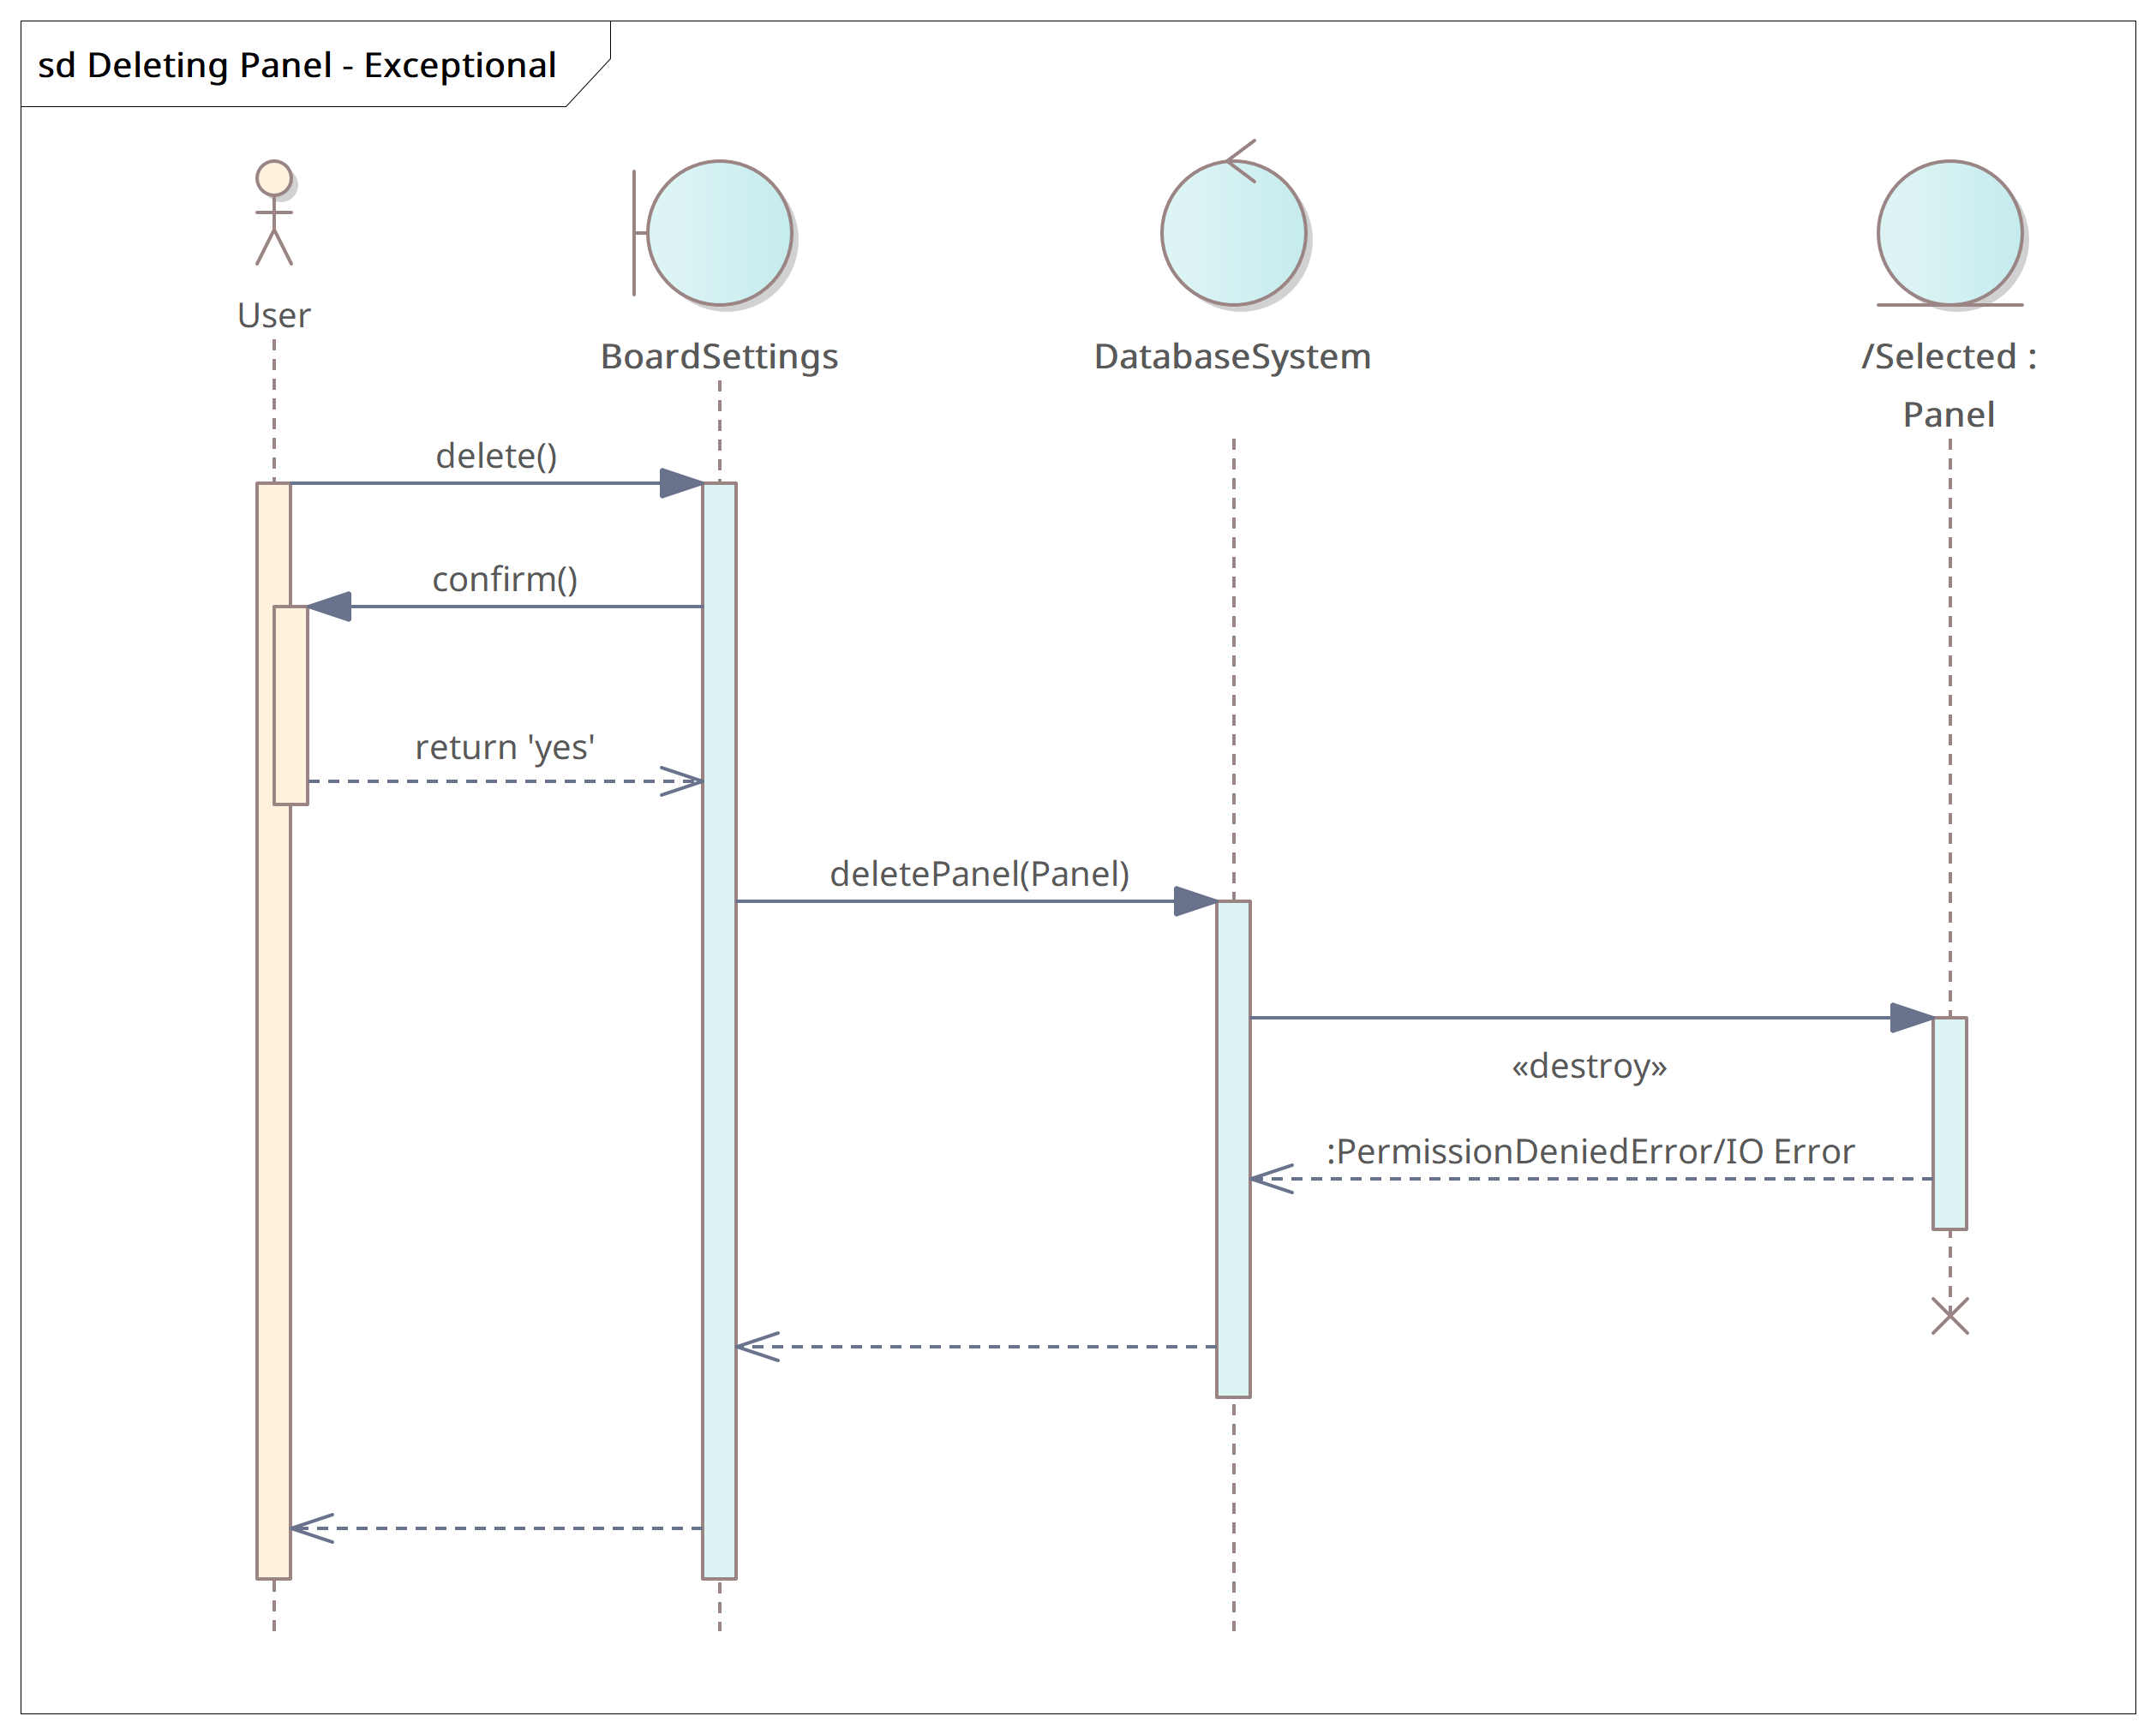 sd Deleting Panel - Exceptional
User
BoardSettings
DatabaseSystem
/Selected :
Panel
delete()
confirm()
return 'yes'
deletePanel(Panel)
«destroy»
:PermissionDeniedError/IO Error